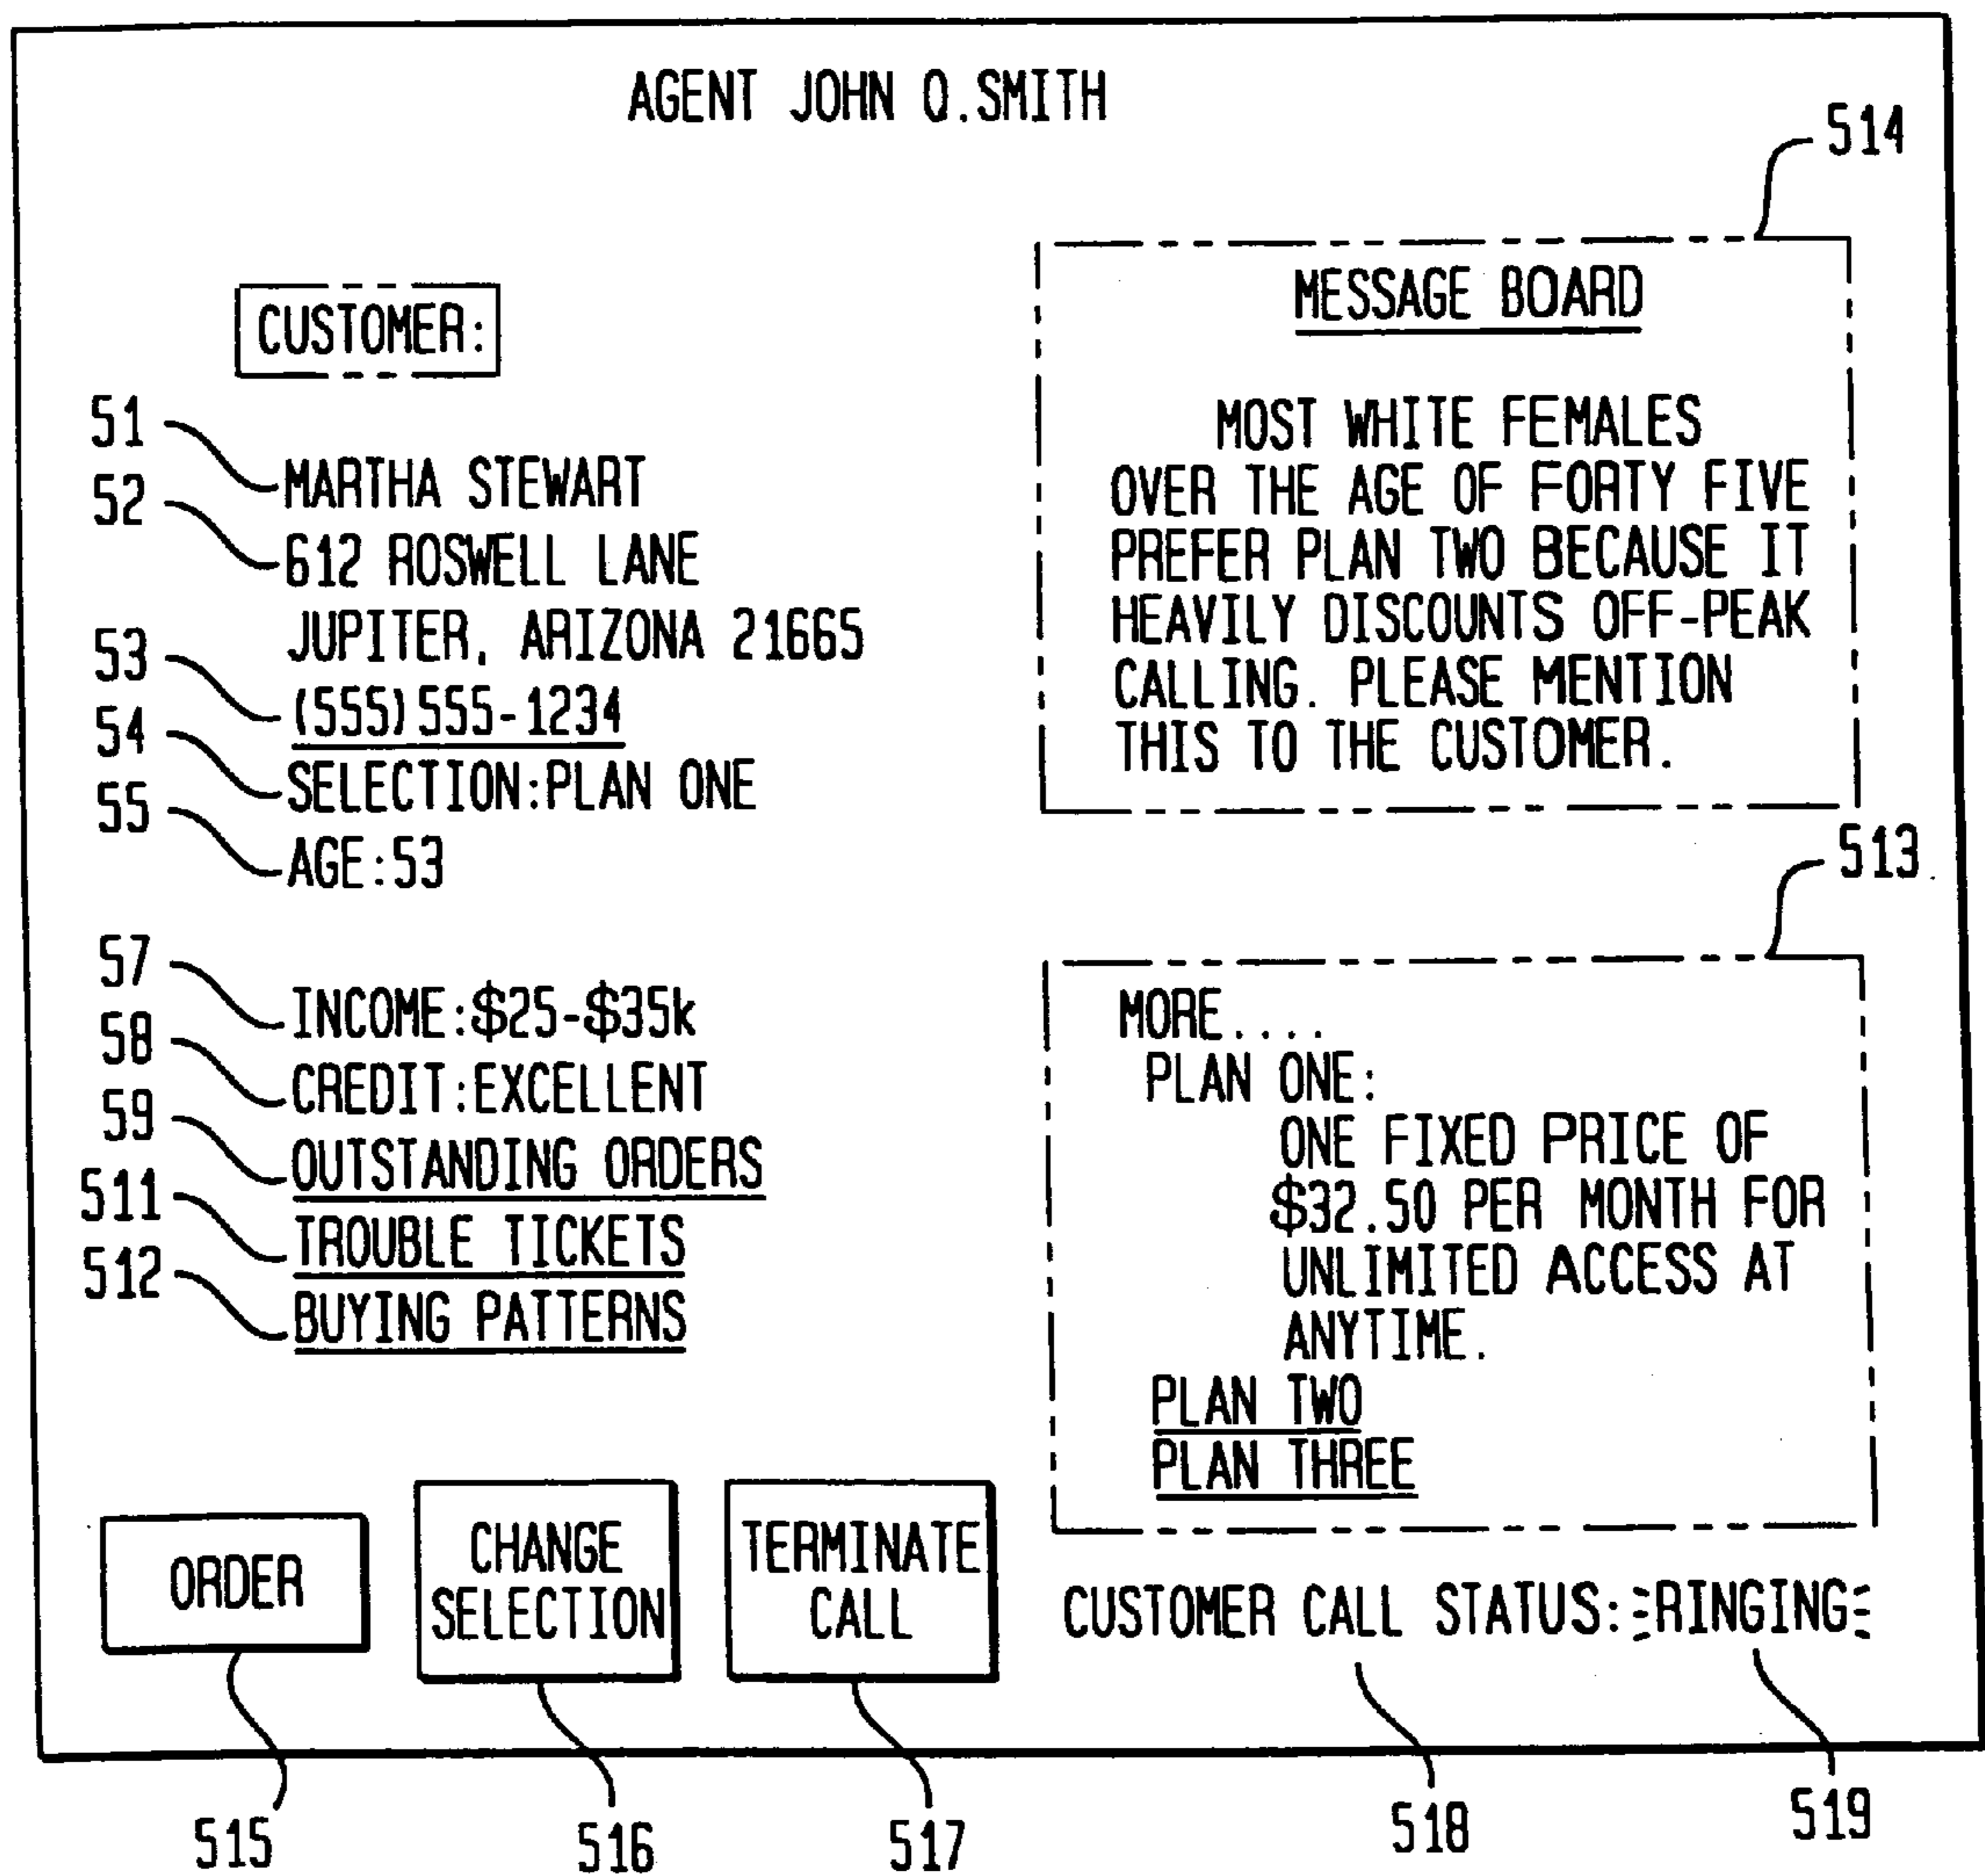 AGENT JOHN Q.SMITH
514
CUSTOMER:
51
MARTHA STEWART
52
612 ROSWELL LANE
JUPITER, ARIZONA 21665
53
(555)555-1234
54
SELECTION:PLAN ONE
55
AGE:53
57
INCOME:$25-$35k
58
CREDIT:EXCELLENT
59
OUTSTANDING ORDERS
511
TROUBLE TICKETS
512
BUYING PATTERNS
MESSAGE BOARD
MOST WHITE FEMALES
OVER THE AGE OF FORTY FIVE
PREFER PLAN TWO BECAUSE IT
HEAVILY DISCOUNTS OFF-PEAK
CALLING. PLEASE MENTION
THIS TO THE CUSTOMER.
513
MORE....
PLAN ONE:
ONE FIXED PRICE OF
$32.50 PER MONTH FOR
UNLIMITED ACCESS AT
ANYTIME.
PLAN TWO
PLAN THREE
ORDER
CHANGE
SELECTION
TERMINATE
CALL
CUSTOMER CALL STATUS: RINGING
515
516
517
518
519